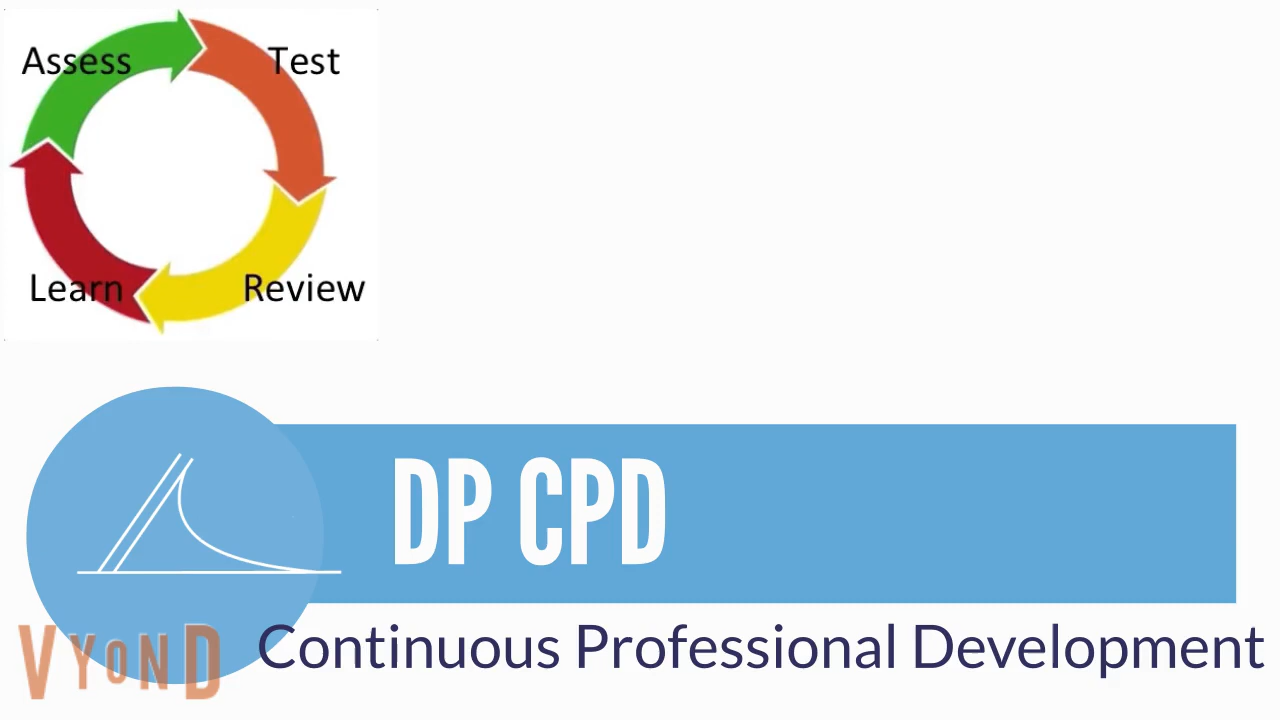 Assess Test
Learn Review
DP CPD
VYOND
Continuous Professional Development